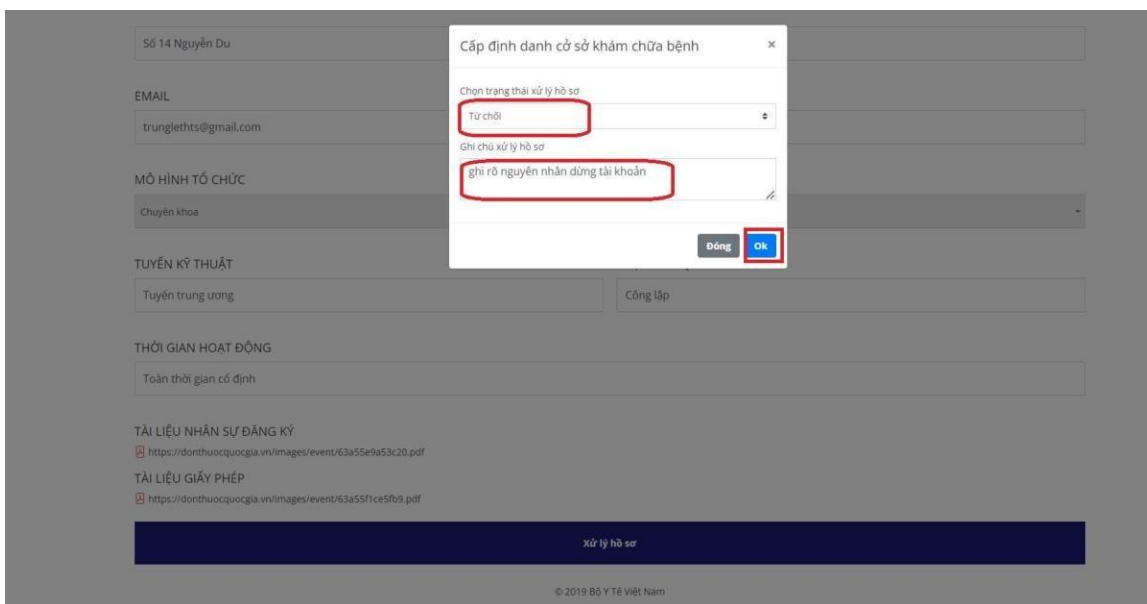 Số 14 Nguyễn Du
Cấp định danh cở sở khám chữa bệnh
×
Chọn trạng thái xử lý hồ sơ
Từ chối
Ghi chú xử lý hồ sơ
ghi rõ nguyên nhân dừng tài khoản
Đóng
Ok
EMAIL
trunglethts@gmail.com
MÔ HÌNH TỔ CHỨC
Chuyên khoa
TUYẾN KỸ THUẬT
Tuyến trung ương
Công lập
THỜI GIAN HOẠT ĐỘNG
Toàn thời gian cố định
TÀI LIỆU NHÂN SỰ ĐĂNG KÝ
https://donthuocquocgia.vn/images/event/63a55e9a53c20.pdf
TÀI LIỆU GIẤY PHÉP
https://donthuocquocgia.vn/images/event/63a55f1ce5fb9.pdf
Xử lý hồ sơ
© 2019 Bộ Y Tế Việt Nam